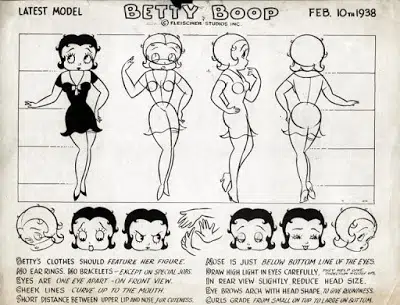 LATEST MODEL
BETTY BOOP
© FLEISCHER STUDIOS INC.
FEB. 10TH 1938
BETTY'S CLOTHES SHOULD FEATURE HER FIGURE.
NO EAR RINGS. NO BRACELETS – EXCEPT ON SPECIAL JOBS.
EYES ARE ONE EYE APART – ON FRONT VIEW.
CHEEK LINES COME UP TO THE MOUTH.
SHORT DISTANCE BETWEEN UPPER LIP AND NOSE, FOR CUTENESS.
NOSE IS JUST BELOW BOTTOM LINE OF THE EYES.
DRAW HIGH LIGHT IN EYES CAREFULLY,
IN REAR VIEW SLIGHTLY REDUCE HEAD SIZE.
EYE BROWS ARCH WITH HEAD SHAPE, TO GIVE ROUNDNESS.
CURLS GRADE FROM SMALL ON TOP TO LARGE ON BOTTOM.